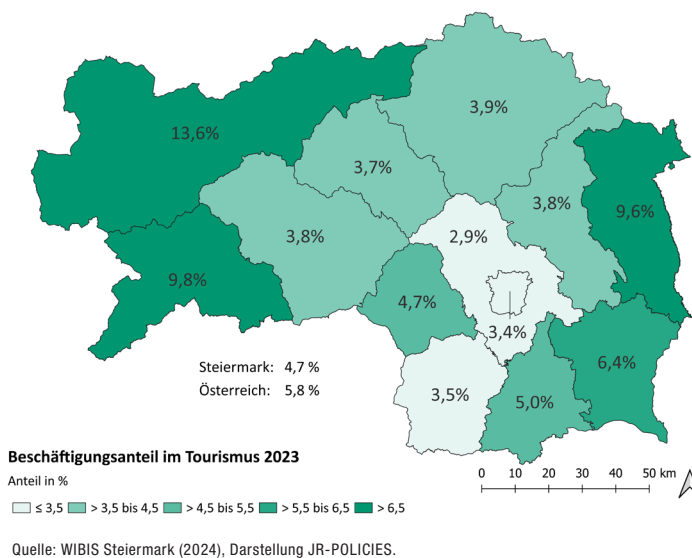 3,9%
13,6%
3,7%
3,8%
9,6%
2,9%
3,8%
9,8%
4,7%
3,4%
6,4%
Steiermark: 4,7 %
Österreich: 5,8 %
3,5%
5,0%
Beschäftigungsanteil im Tourismus 2023
Anteil in %
0 10 20 30 40 50 km
≤ 3,5 > 3,5 bis 4,5 > 4,5 bis 5,5 > 5,5 bis 6,5 > 6,5
Quelle: WIBIS Steiermark (2024), Darstellung JR-POLICIES.